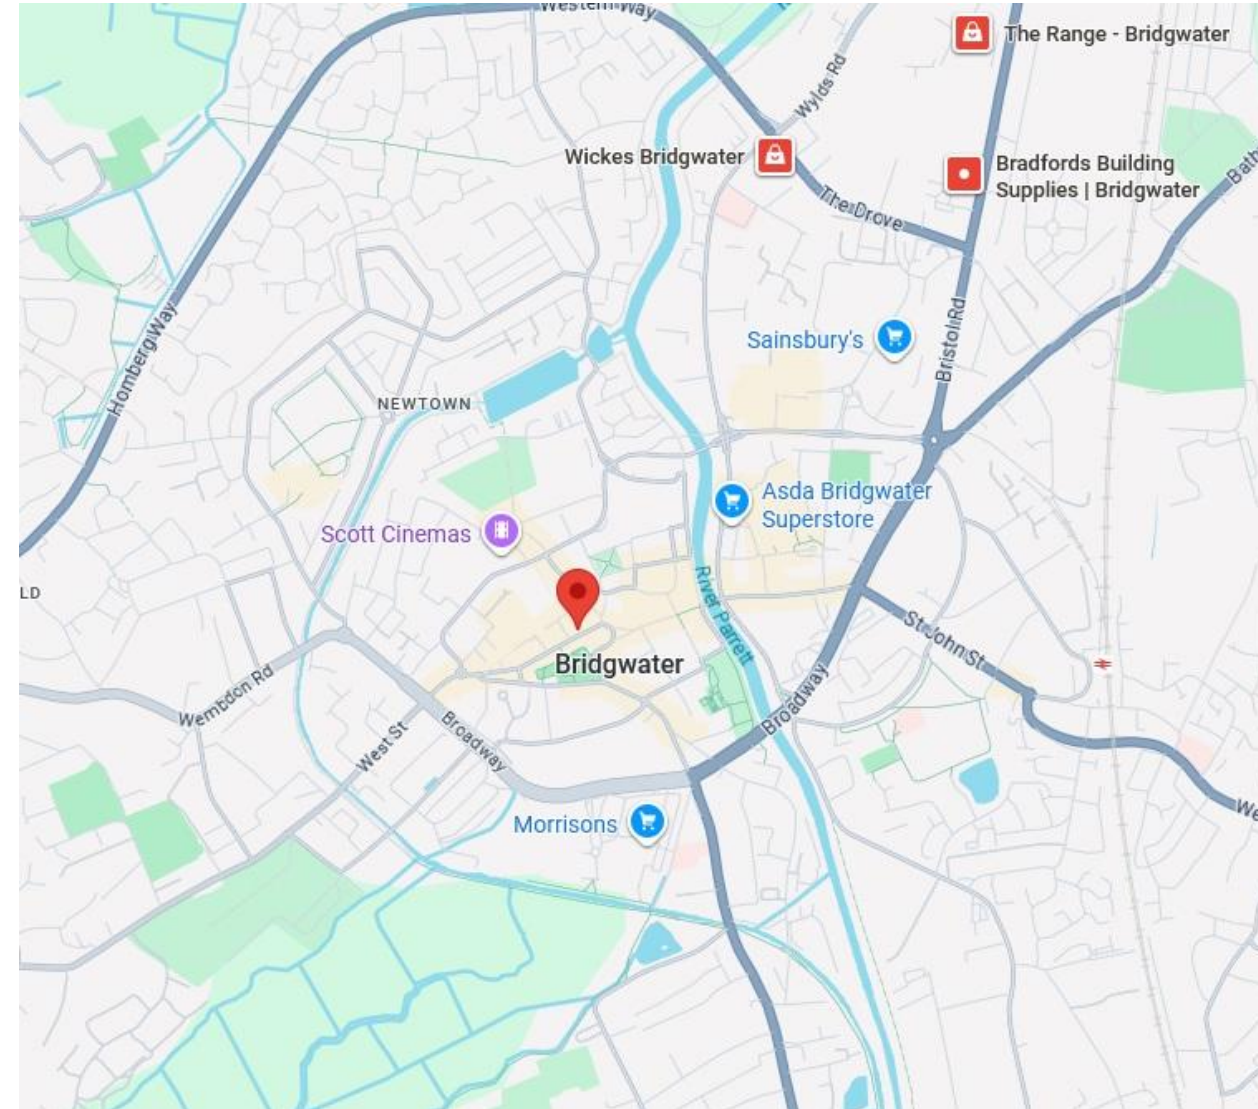 Western Way
The Range - Bridgwater
Wylds Rd
Wickes Bridgwater
Bradfords Building
Supplies | Bridgwater
Bath
The Drove
Homberg Way
Bristol Rd
Sainsbury's
NEWTOWN
Asda Bridgwater
Superstore
Scott Cinemas
LD
River Parrett
St John St
Bridgwater
Wembdon Rd
West St
Broadway
Broadway
We
Morrisons